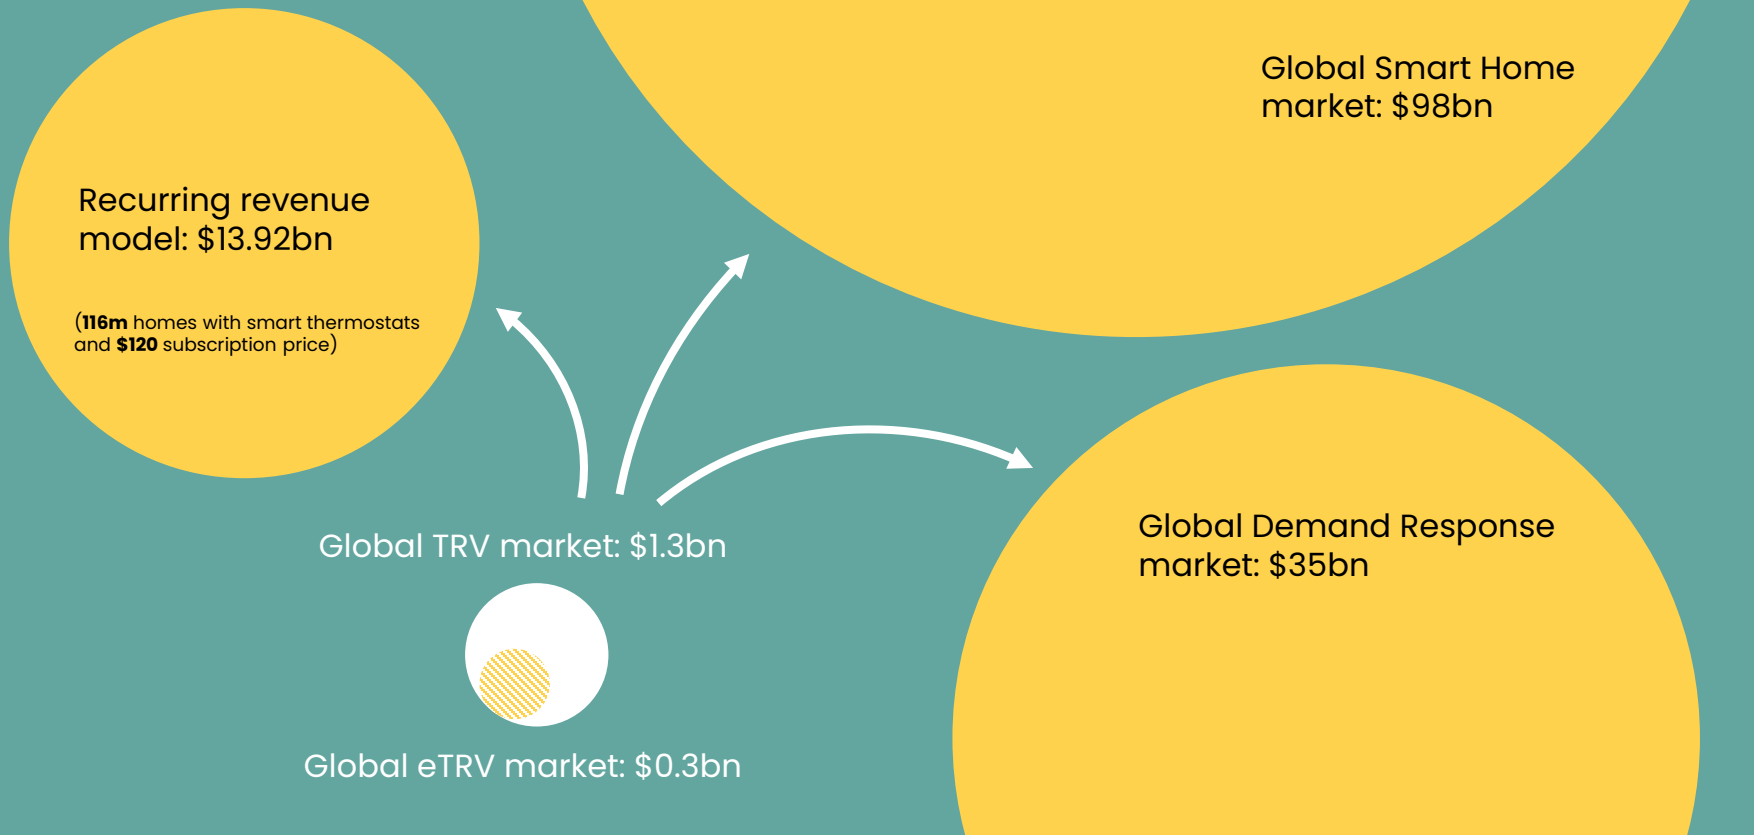 Global Smart Home
market: $98bn
Recurring revenue
model: $13.92bn
(116m homes with smart thermostats
and $120 subscription price)
Global TRV market: $1.3bn
Global Demand Response
market: $35bn
Global eTRV market: $0.3bn